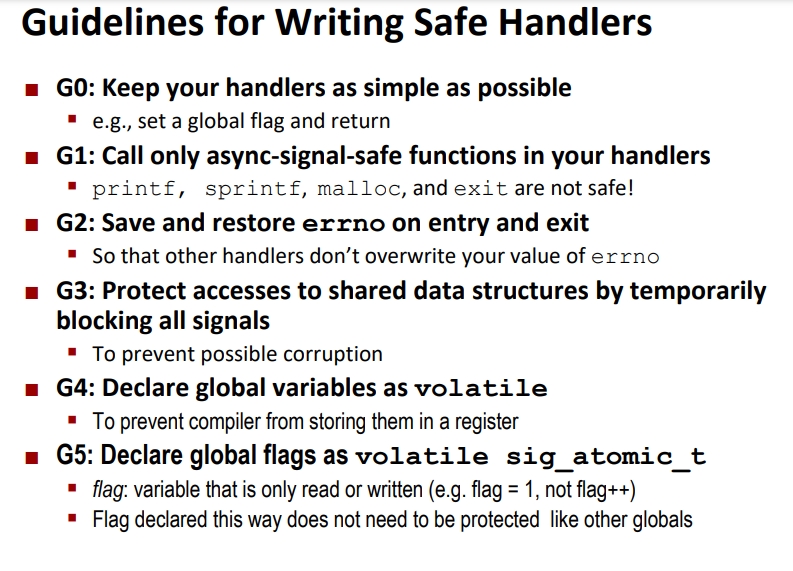 Guidelines for Writing Safe Handlers
G0: Keep your handlers as simple as possible
e.g., set a global flag and return
G1: Call only async-signal-safe functions in your handlers
printf, sprintf, malloc, and exit are not safe!
G2: Save and restore errno on entry and exit
So that other handlers don’t overwrite your value of errno
G3: Protect accesses to shared data structures by temporarily
blocking all signals
To prevent possible corruption
G4: Declare global variables as volatile
To prevent compiler from storing them in a register
G5: Declare global flags as volatile sig_atomic_t
flag: variable that is only read or written (e.g. flag = 1, not flag++)
Flag declared this way does not need to be protected like other globals